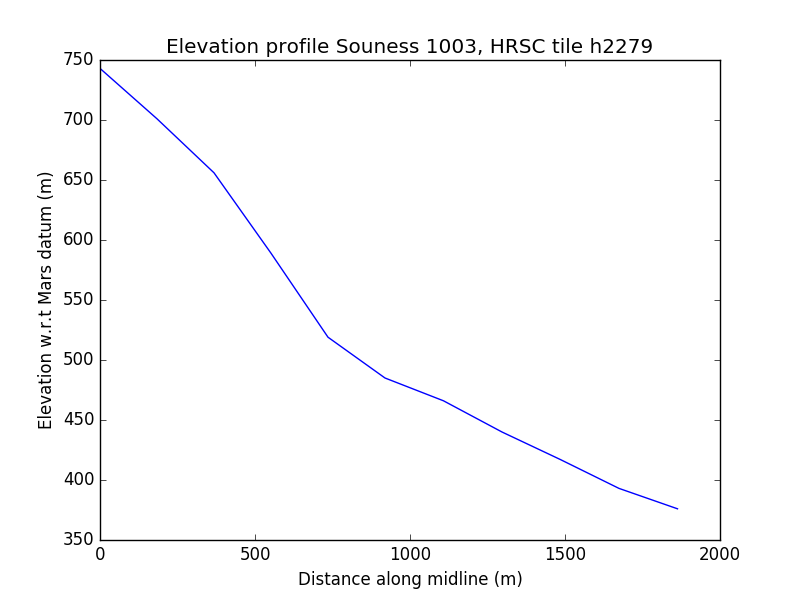 Elevation profile Souness 1003, HRSC tile h2279
750
700
650
600
550
500
450
400
350
Elevation w.r.t Mars datum (m)
0 500 1000 1500 2000
Distance along midline (m)